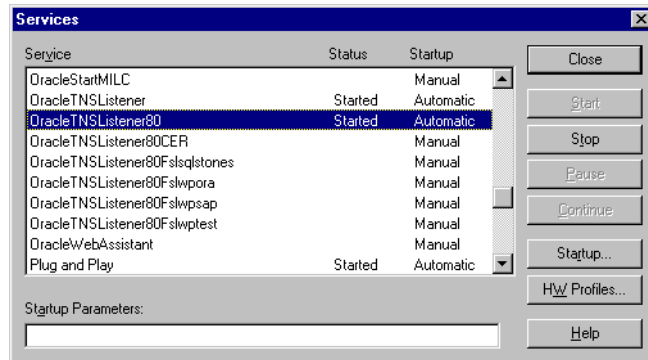 Services
Service Status Startup
OracleStartMILC Manual
OracleTNSListener Started Automatic
OracleTNSListener80 Started Automatic
OracleTNSListener80CER Manual
OracleTNSListener80Fslsqlstones Manual
OracleTNSListener80Fslwpora Manual
OracleTNSListener80Fslwpsap Manual
OracleTNSListener80Fslwptest Manual
OracleWebAssistant Manual
Plug and Play Started Automatic
Startup Parameters:
Close
Start
Stop
Pause
Continue
Startup...
HW Profiles...
Help